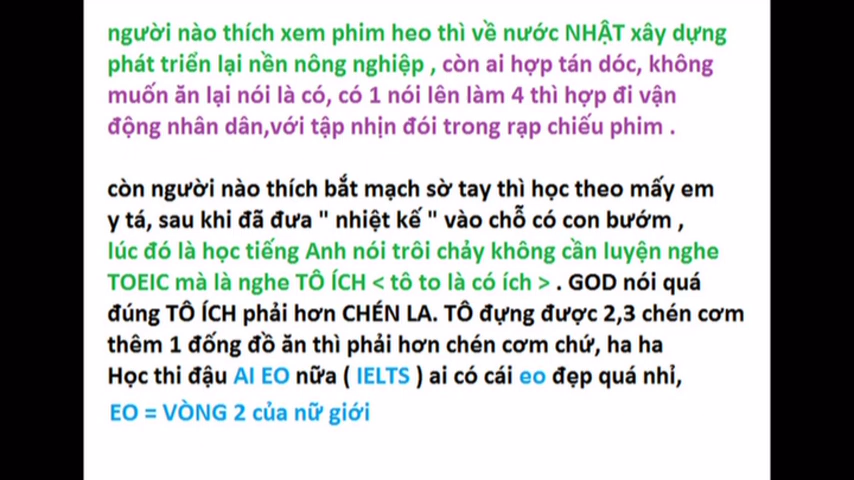 người nào thích xem phim heo thì về nước NHẬT xây dựng
phát triển lại nền nông nghiệp , còn ai hợp tán dóc, không
muốn ăn lại nói là có, có 1 nói lên làm 4 thì hợp đi vận
động nhân dân,với tập nhịn đói trong rạp chiếu phim .
còn người nào thích bắt mạch sờ tay thì học theo mấy em
y tá, sau khi đã đưa " nhiệt kế " vào chỗ có con bướm ,
lúc đó là học tiếng Anh nói trôi chảy không cần luyện nghe
TOEIC mà là nghe TÔ ÍCH < tô to là có ích > . GOD nói quá
đúng TÔ ÍCH phải hơn CHÉN LA. TÔ đựng được 2,3 chén cơm
thêm 1 đống đồ ăn thì phải hơn chén cơm chứ, ha ha
Học thi đậu AI EO nữa ( IELTS ) ai có cái eo đẹp quá nhỉ,
EO = VÒNG 2 của nữ giới